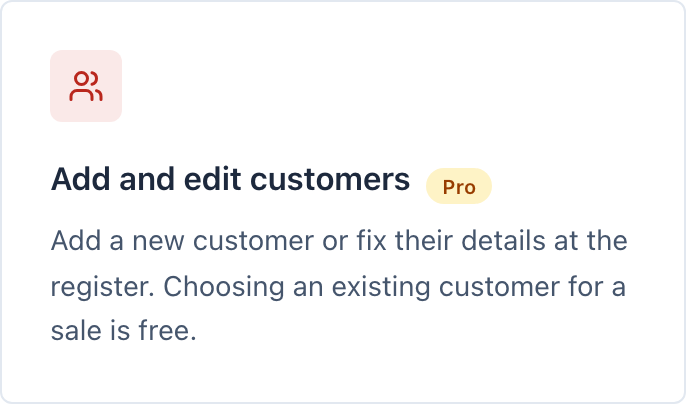 Add and edit customers Pro
Add a new customer or fix their details at the
register. Choosing an existing customer for a
sale is free.